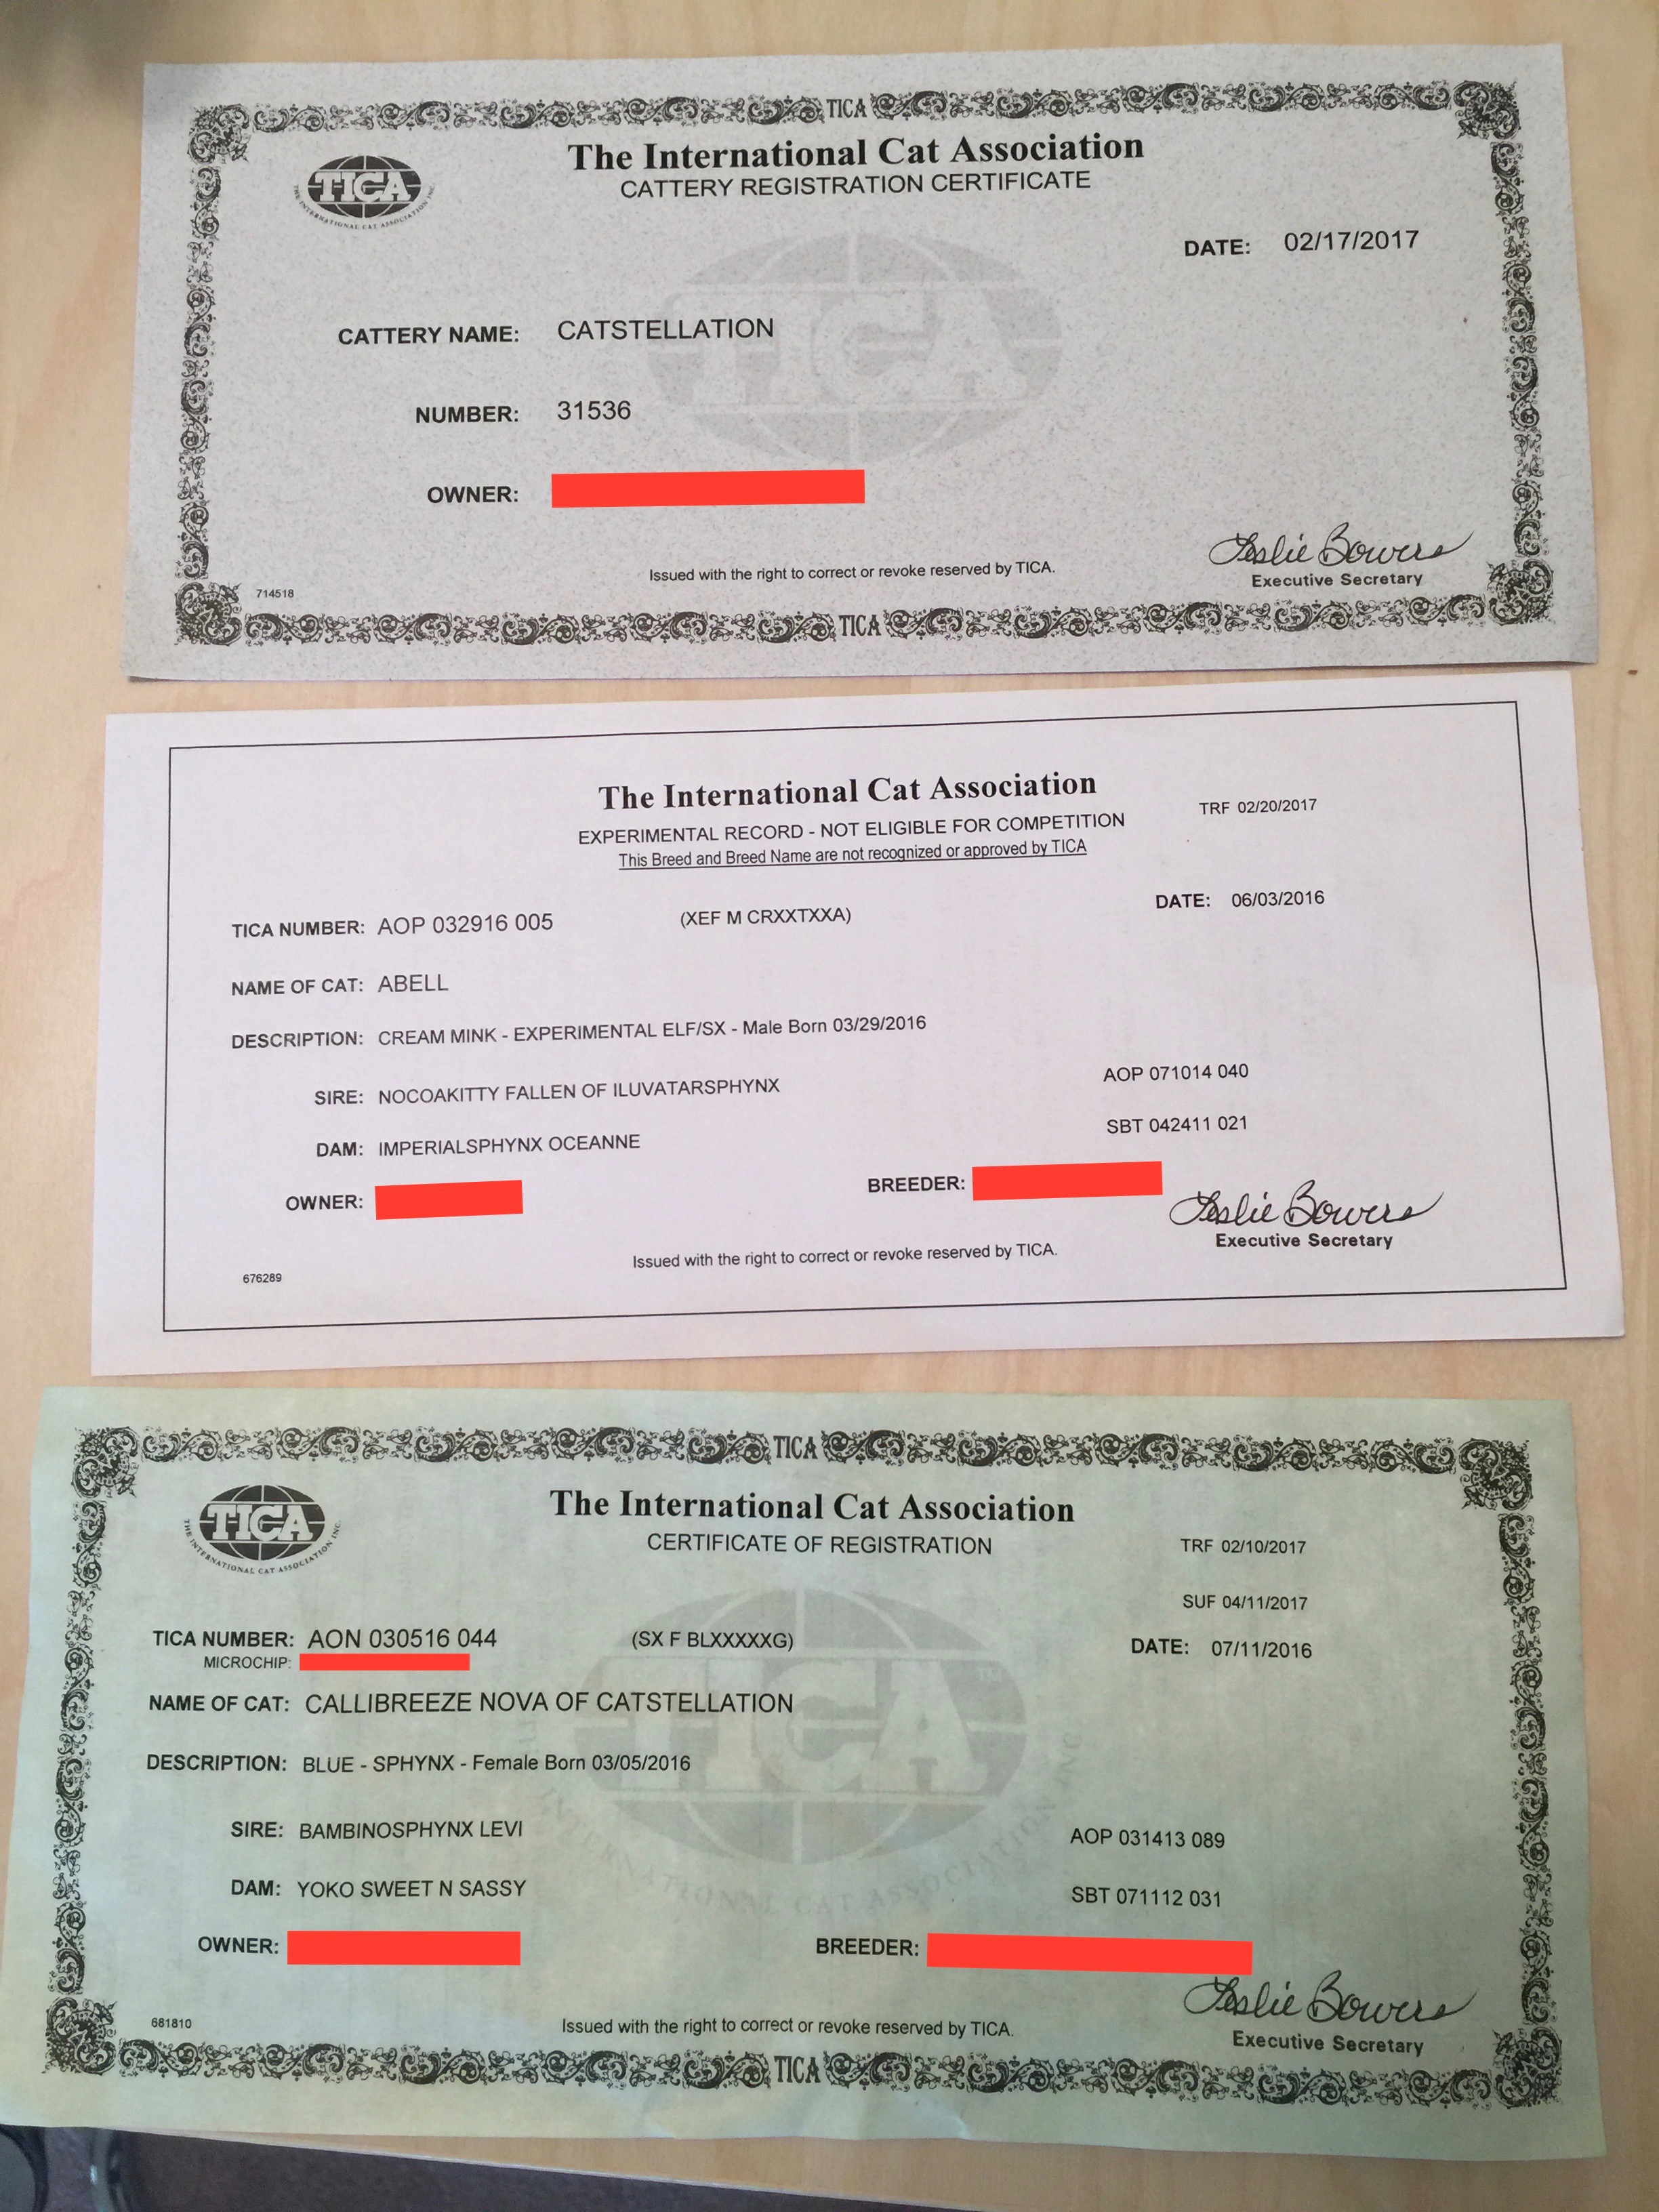 TICA
The International Cat Association
CATTERY REGISTRATION CERTIFICATE
TICA
THE INTERNATIONAL CAT ASSOCIATION INC.
DATE: 02/17/2017
CATTERY NAME: CATSTELLATION
NUMBER: 31536
OWNER:
Leslie Bowers
Issued with the right to correct or revoke reserved by TICA.
Executive Secretary
714518
TICA
The International Cat Association
TRF 02/20/2017
EXPERIMENTAL RECORD - NOT ELIGIBLE FOR COMPETITION
This Breed and Breed Name are not recognized or approved by TICA
TICA NUMBER: AOP 032916 005 (XEF M CRXXTXXA) DATE: 06/03/2016
NAME OF CAT: ABELL
DESCRIPTION: CREAM MINK - EXPERIMENTAL ELF/SX - Male Born 03/29/2016
SIRE: NOCOAKITTY FALLEN OF ILUVATARSPHYNX AOP 071014 040
DAM: IMPERIALSPHYNX OCEANNE SBT 042411 021
OWNER: BREEDER:
Leslie Bowers
Executive Secretary
Issued with the right to correct or revoke reserved by TICA.
676289
TICA
The International Cat Association
TICA
THE INTERNATIONAL CAT ASSOCIATION INC.
CERTIFICATE OF REGISTRATION TRF 02/10/2017
SUF 04/11/2017
TICA NUMBER: AON 030516 044 (SX F BLXXXXXG) DATE: 07/11/2016
MICROCHIP:
NAME OF CAT: CALLIBREEZE NOVA OF CATSTELLATION
DESCRIPTION: BLUE - SPHYNX - Female Born 03/05/2016
SIRE: BAMBINOSPHYNX LEVI AOP 031413 089
DAM: YOKO SWEET N SASSY SBT 071112 031
OWNER: BREEDER:
Leslie Bowers
Issued with the right to correct or revoke reserved by TICA.
Executive Secretary
681810
TICA